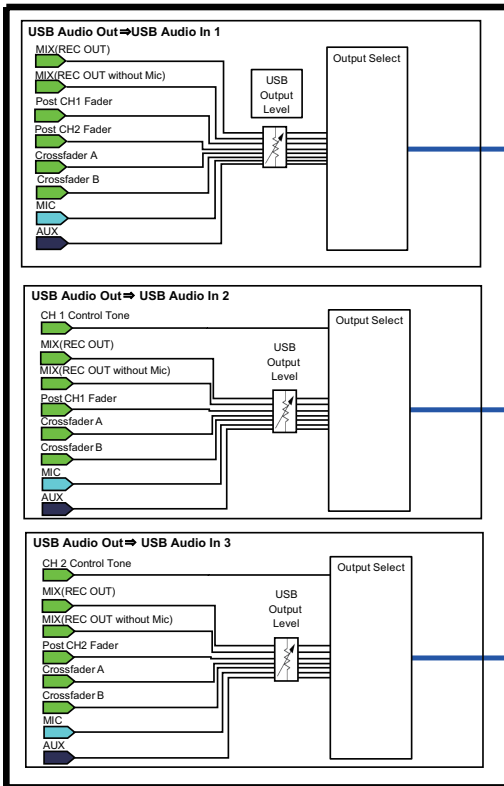 USB Audio Out⇒USB Audio In 1
MIX(REC OUT)
MIX(REC OUT without Mic)
Post CH1 Fader
Post CH2 Fader
Crossfader A
Crossfader B
MIC
AUX
USB
Output
Level
Output Select
USB Audio Out⇒ USB Audio In 2
CH 1 Control Tone
MIX(REC OUT)
MIX(REC OUT without Mic)
Post CH1 Fader
Crossfader A
Crossfader B
MIC
AUX
USB
Output
Level
Output Select
USB Audio Out⇒ USB Audio In 3
CH 2 Control Tone
MIX(REC OUT)
MIX(REC OUT without Mic)
Post CH2 Fader
Crossfader A
Crossfader B
MIC
AUX
USB
Output
Level
Output Select